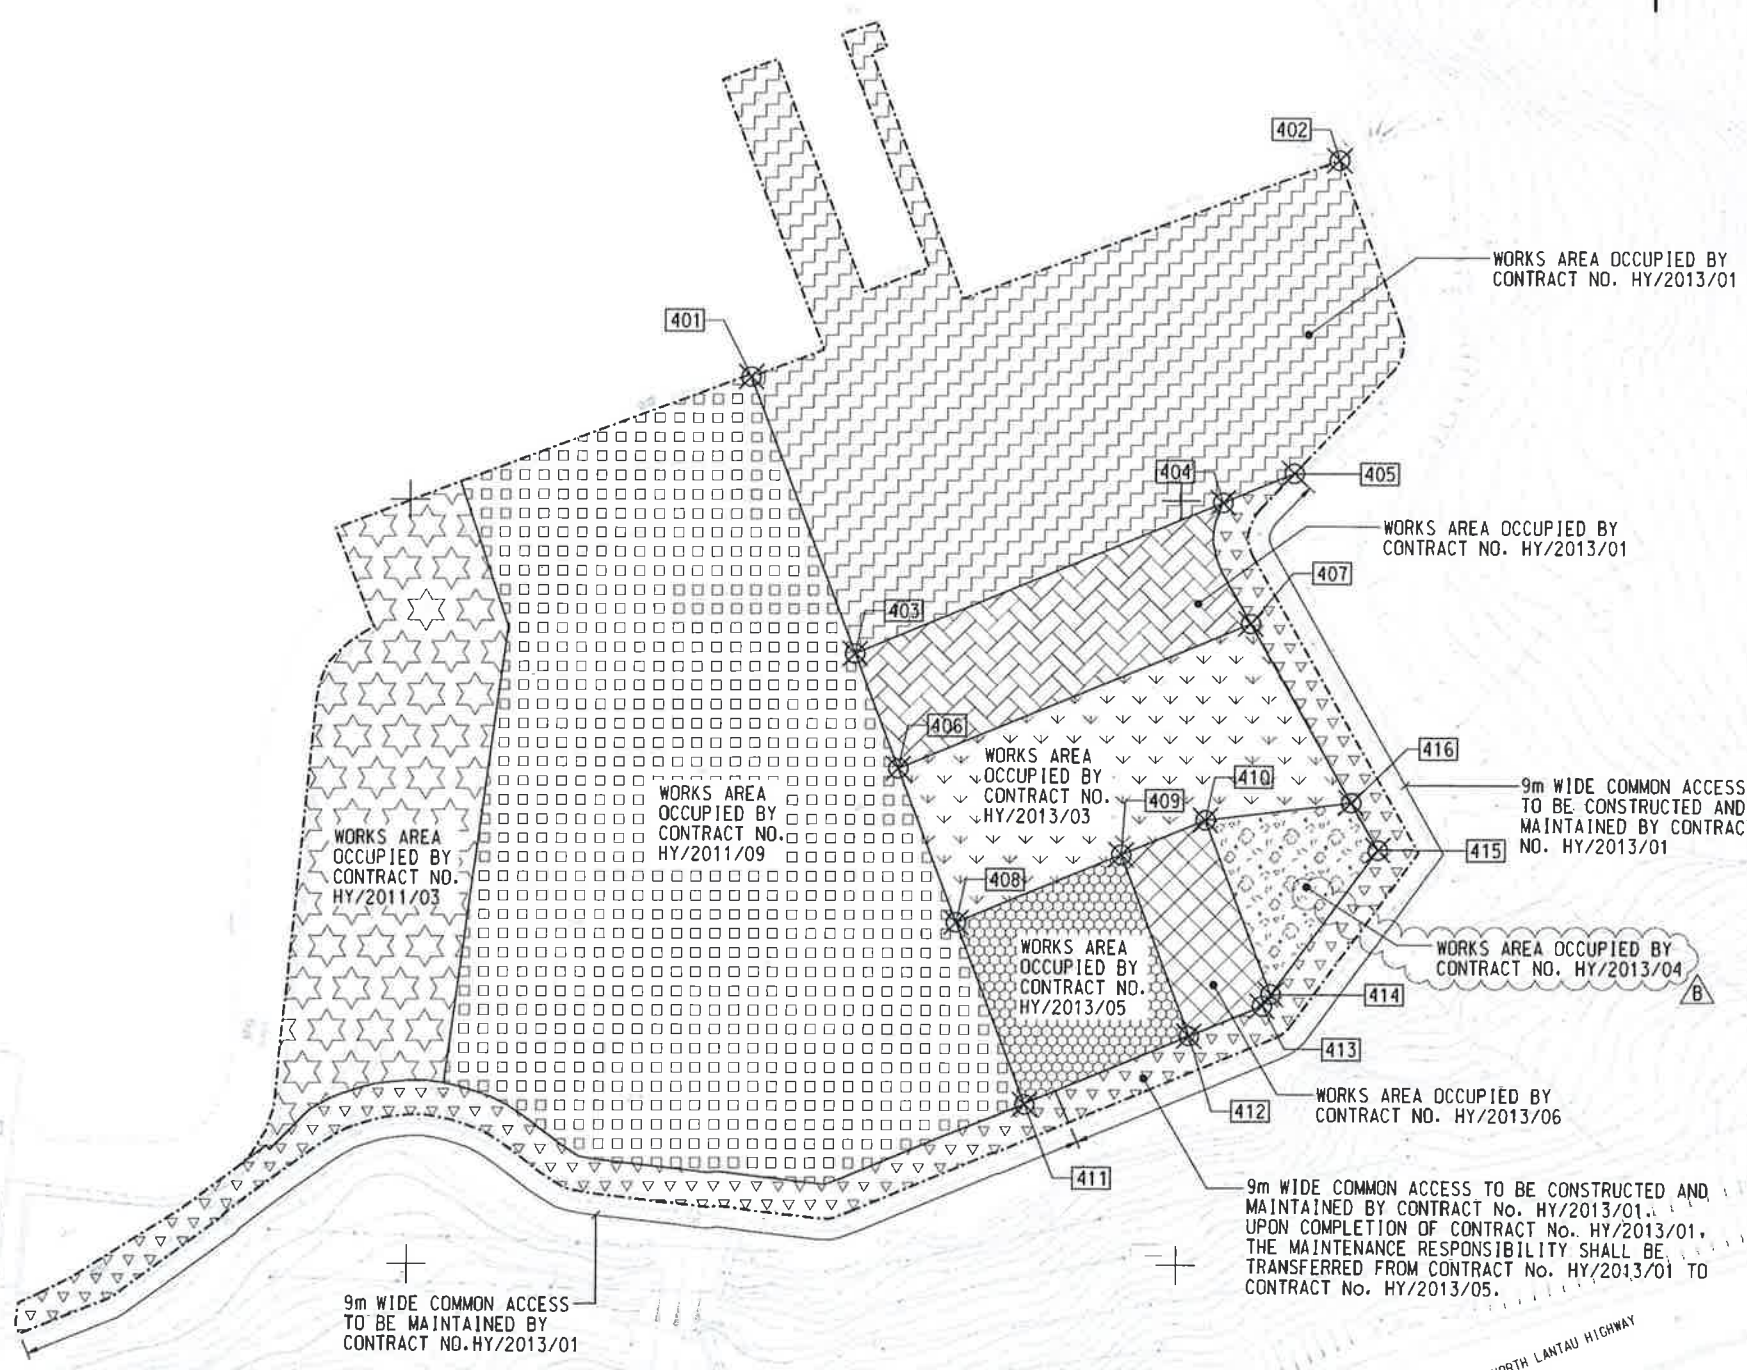 402
WORKS AREA OCCUPIED BY
CONTRACT NO. HY/2013/01
401
404
405
WORKS AREA OCCUPIED BY
CONTRACT NO. HY/2013/01
407
403
406
416
WORKS AREA
OCCUPIED BY
CONTRACT NO.
HY/2013/03
410
409
9m WIDE COMMON ACCESS
TO BE CONSTRUCTED AND
MAINTAINED BY CONTRAC
NO. HY/2013/01
WORKS AREA
OCCUPIED BY
CONTRACT NO.
HY/2011/09
WORKS AREA
OCCUPIED BY
CONTRACT NO.
HY/2011/03
415
408
WORKS AREA
OCCUPIED BY
CONTRACT NO.
HY/2013/05
WORKS AREA OCCUPIED BY
CONTRACT NO. HY/2013/04
B
414
413
WORKS AREA OCCUPIED BY
CONTRACT NO. HY/2013/06
412
411
9m WIDE COMMON ACCESS TO BE CONSTRUCTED AND
MAINTAINED BY CONTRACT No. HY/2013/01.
UPON COMPLETION OF CONTRACT No. HY/2013/01,
THE MAINTENANCE RESPONSIBILITY SHALL BE
TRANSFERRED FROM CONTRACT No. HY/2013/01 TO
CONTRACT No. HY/2013/05.
9m WIDE COMMON ACCESS
TO BE MAINTAINED BY
CONTRACT NO.HY/2013/01
NORTH LANTAU HIGHWAY